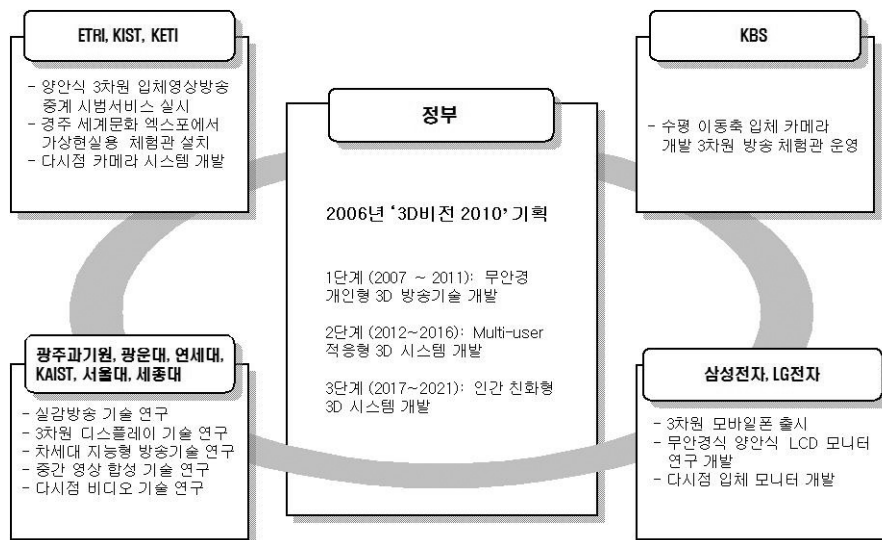 ETRI, KIST, KETI
- 양안식 3차원 입체영상방송
중계 시범서비스 실시
- 경주 세계문화 엑스포에서
가상현실용 체험관 설치
- 다시점 카메라 시스템 개발
KBS
- 수평 이동축 입체 카메라
개발 3차원 방송 체험관 운영
정부
2006년 ‘3D비전 2010’ 기획
1단계 (2007 ~ 2011): 무안경
개인형 3D 방송기술 개발
2단계 (2012~2016): Multi-user
적응형 3D 시스템 개발
3단계 (2017~2021): 인간 친화형
3D 시스템 개발
광주과기원, 광운대, 연세대,
KAIST, 서울대, 세종대
- 실감방송 기술 연구
- 3차원 디스플레이 기술 연구
- 차세대 지능형 방송기술 연구
- 중간 영상 합성 기술 연구
- 다시점 비디오 기술 연구
삼성전자, LG전자
- 3차원 모바일폰 출시
- 무안경식 양안식 LCD 모니터
연구 개발
- 다시점 입체 모니터 개발